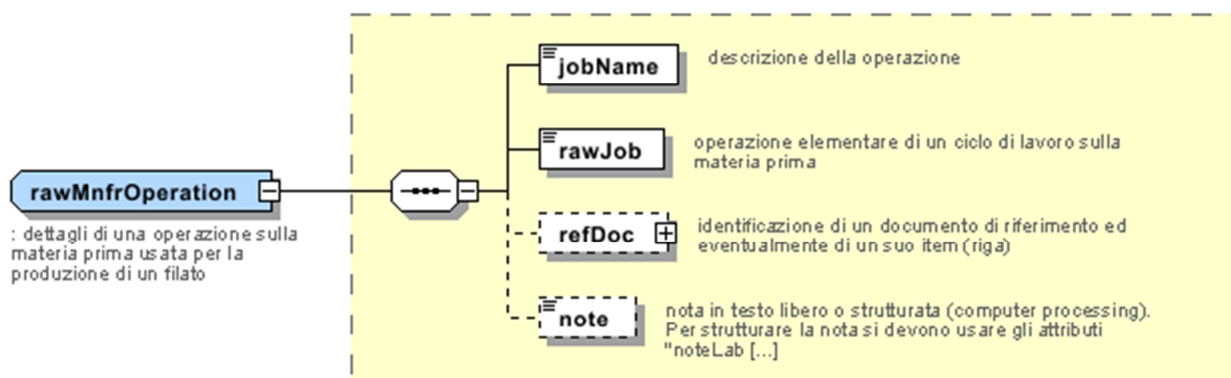 jobName
descrizione della operazione
rawJob
operazione elementare di un ciclo di lavoro sulla
materia prima
rawMnfrOperation
: dettagli di una operazione sulla
materia prima usata per la
produzione di un filato
refDoc
identificazione di un documento di riferimento ed
eventualmente di un suo item (riga)
note
nota in testo libero o strutturata (computer processing).
Per strutturare la nota si devono usare gli attributi
"noteLab [...]